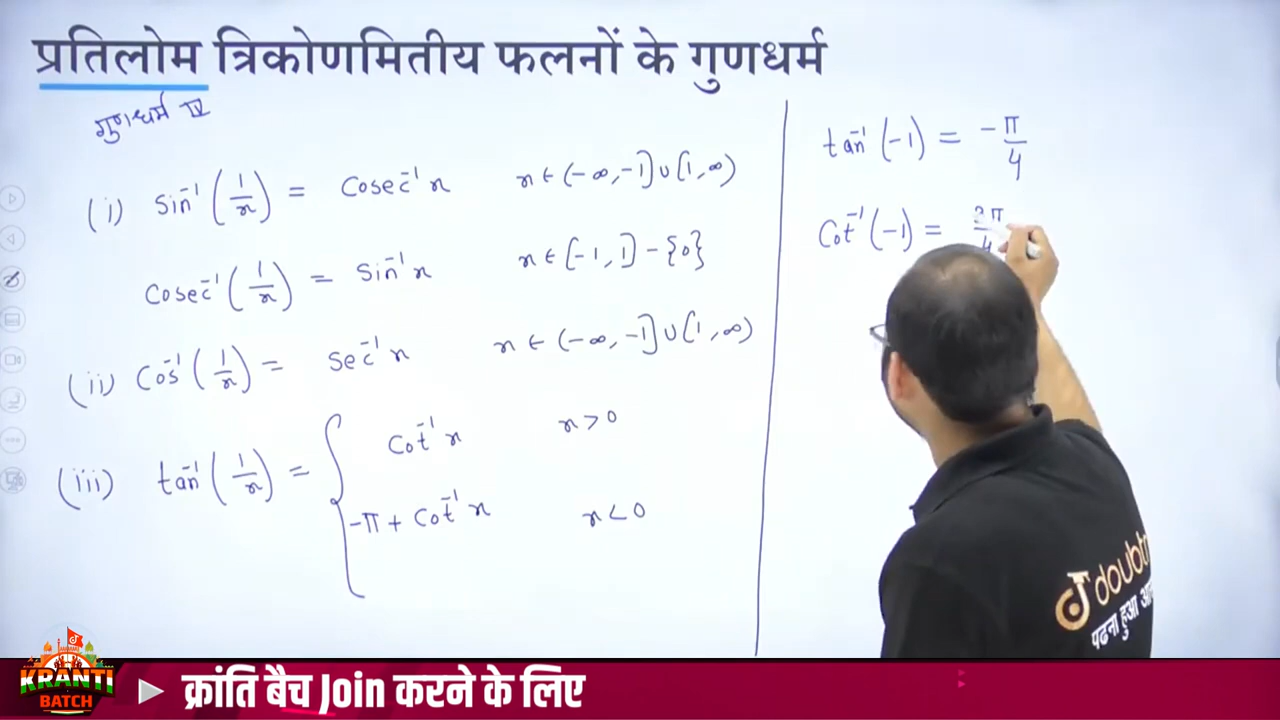 प्रतिलोम त्रिकोणमितीय फलनों के गुणधर्म
गुणधर्म IV
(i) Sin⁻¹(1/x) = Cosec⁻¹x x∈(-∞,-1]∪[1,∞)
Cosec⁻¹(1/x) = Sin⁻¹x x∈[-1,1]-{0}
(ii) Cos⁻¹(1/x) = Sec⁻¹x x∈(-∞,-1]∪[1,∞)
(iii) tan⁻¹(1/x) = { Cot⁻¹x x>0
-π + Cot⁻¹x x<0
tan⁻¹(-1) = -π/4
Cot⁻¹(-1) = 3π/4
पढ़ना हुआ
KRANTI
BATCH
क्रांति बैच Join करने के लिए